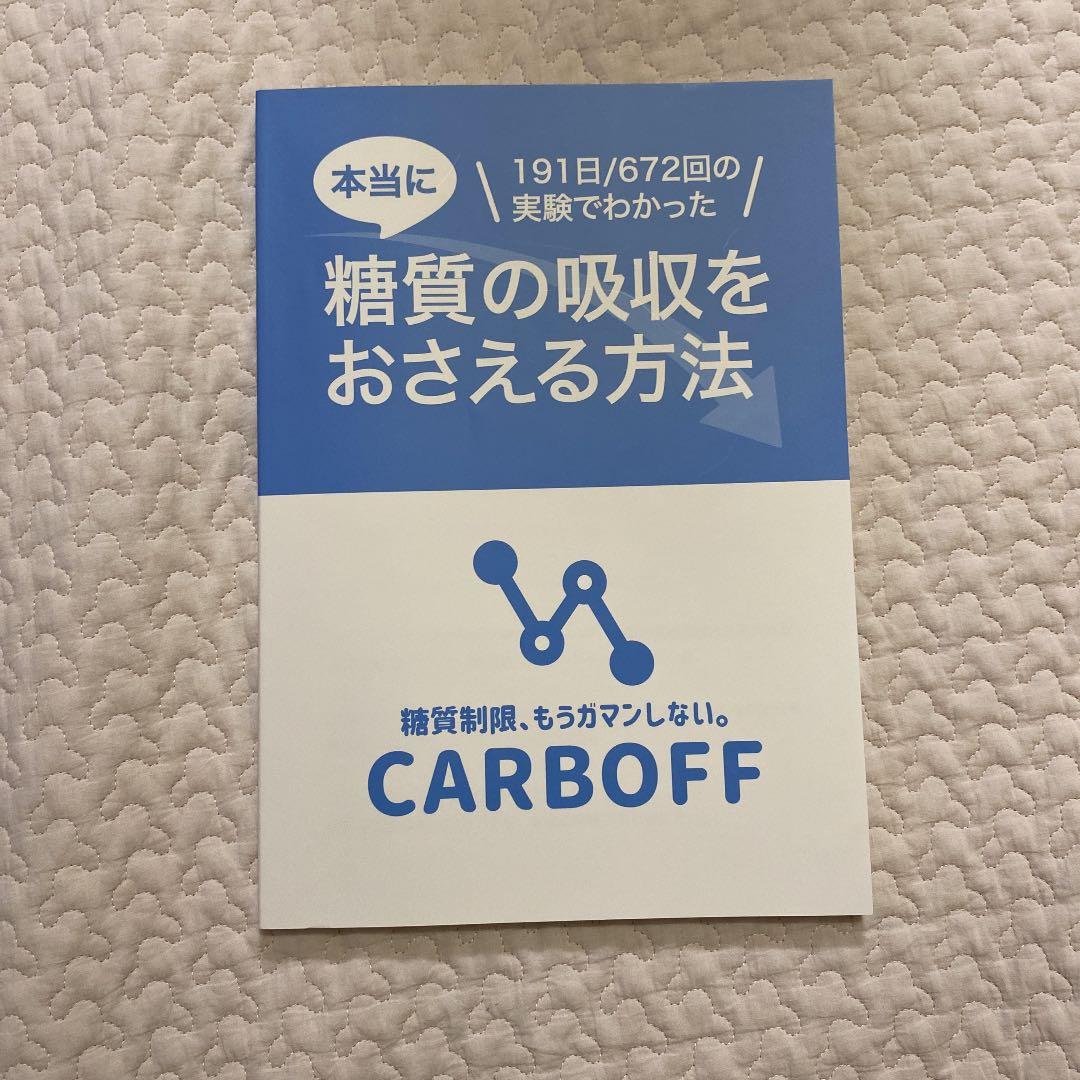 本当に
191日/672回の
実験でわかった
糖質の吸収を
おさえる方法
糖質制限、もうガマンしない。
CARBOFF